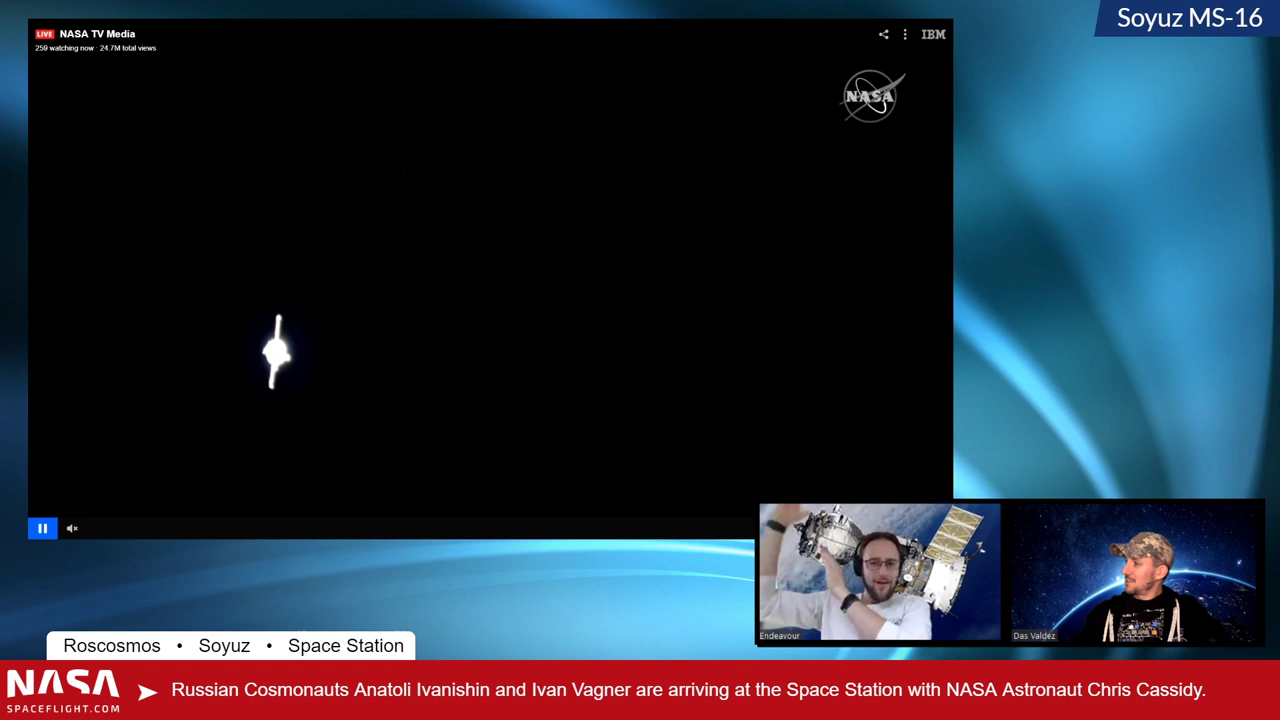 Soyuz MS-16
LIVE NASA TV Media
259 watching now · 24.7M total views
IBM
NASA
Endeavour
Das Valdez
Roscosmos • Soyuz • Space Station
NASA
SPACEFLIGHT.COM
Russian Cosmonauts Anatoli Ivanishin and Ivan Vagner are arriving at the Space Station with NASA Astronaut Chris Cassidy.